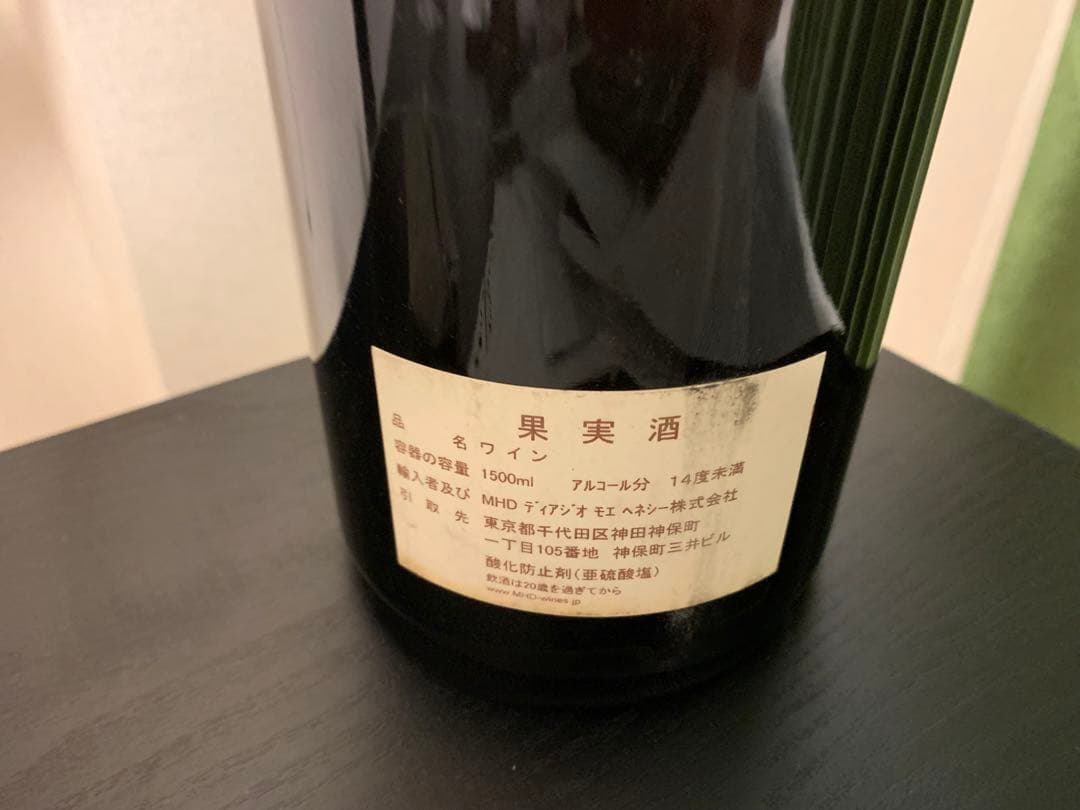 果実酒
品名 ワイン
容器の容量 1500ml アルコール分 14度未満
輸入者及び MHD ディアジオ モエ ヘネシー株式会社
引取先 東京都千代田区神田神保町
一丁目105番地 神保町三井ビル
酸化防止剤(亜硫酸塩)
飲酒は20歳を過ぎてから
www.MHD-wines.jp